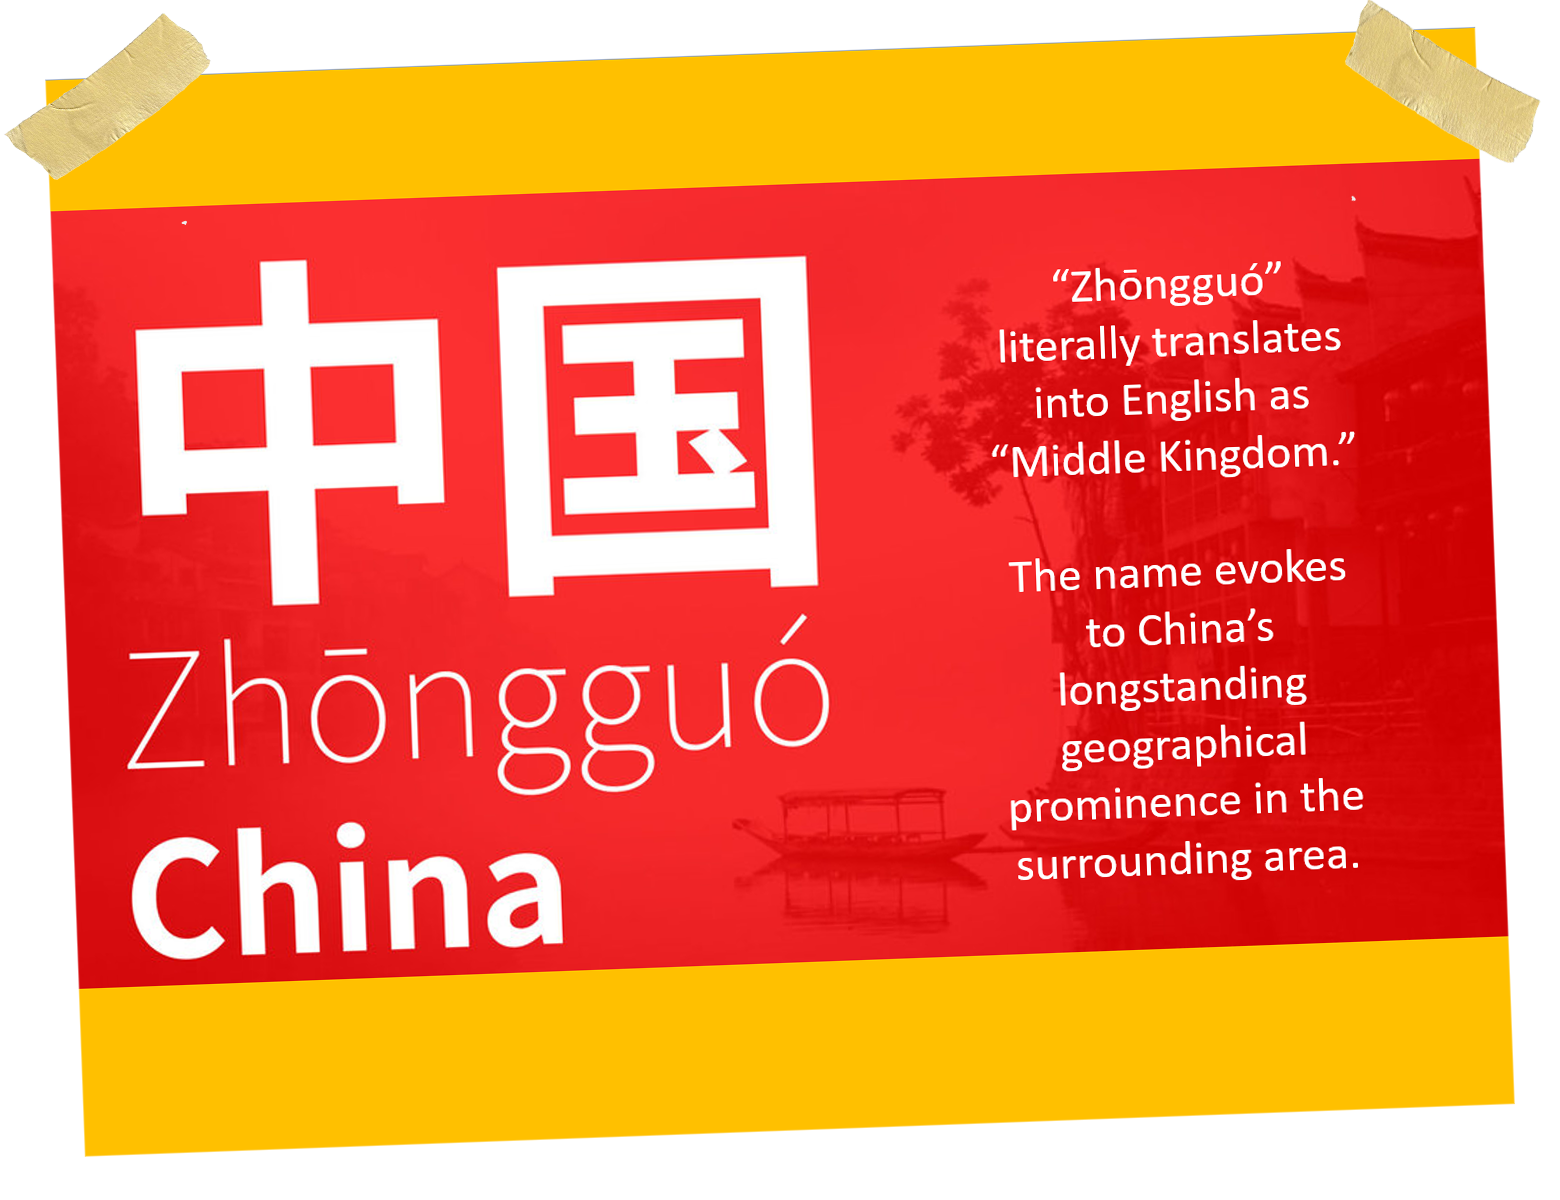 中国
Zhōngguó
China
“Zhōngguó”
literally translates
into English as
“Middle Kingdom.”
The name evokes
to China’s
longstanding
geographical
prominence in the
surrounding area.